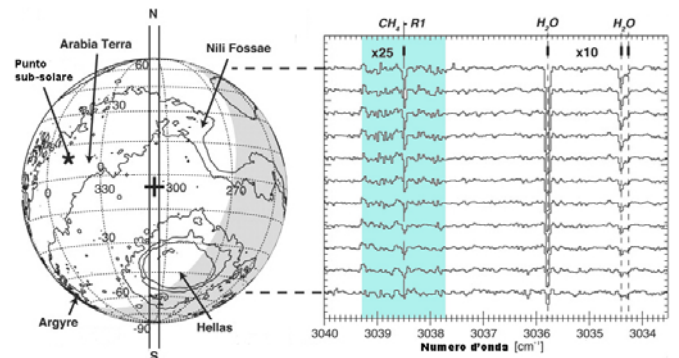 N
Arabia Terra
Nili Fossae
Punto
sub-solare
60
30
0
0
330
300
270
-30
-60
-90
Argyre
Hellas
S
CH4 - R1
H2O
H2O
x25
x10
3040
3039
3038
3037
3036
3035
3034
Numero d'onda [cm-1]